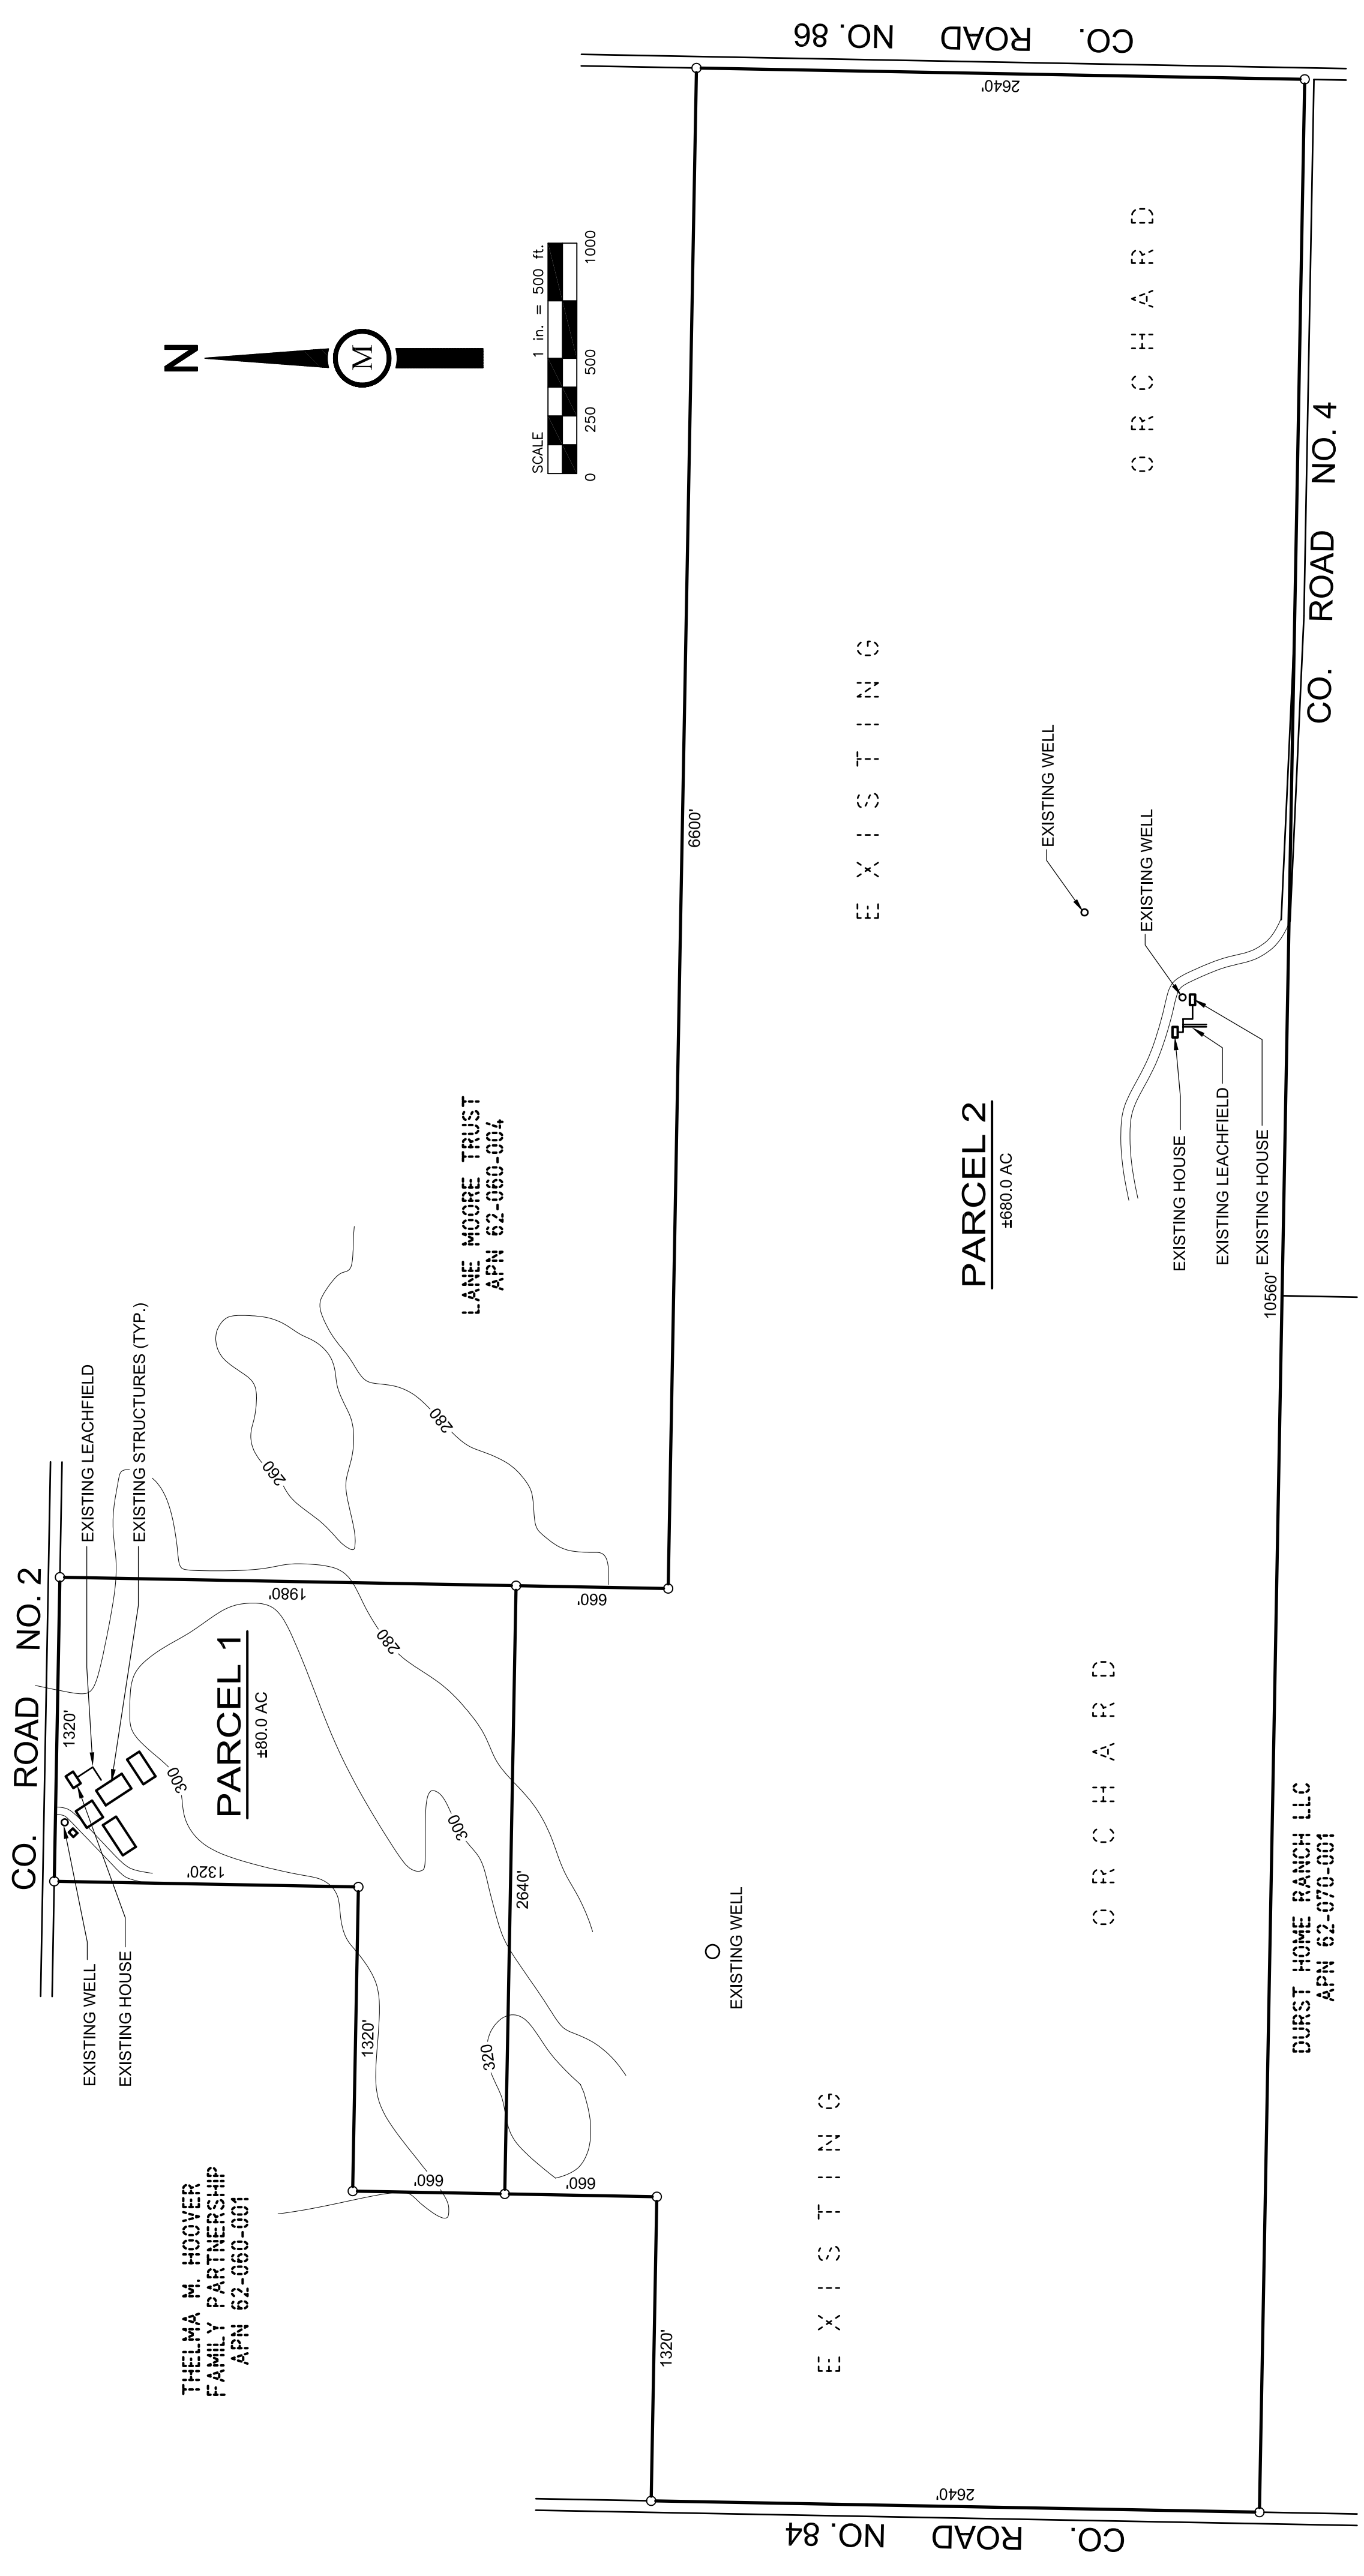 CO. ROAD NO. 2
EXISTING LEACHFIELD
EXISTING STRUCTURES (TYP.)
EXISTING WELL
EXISTING HOUSE
1320'
1980'
1320'
PARCEL 1
±80.0 AC
300
280
260
280
300
320
1320'
660'
2640'
660'
660'
1320'
THELMA M. HOOVER
FAMILY PARTNERSHIP
APN 62-060-001
LANE MOORE TRUST
APN 62-060-004
N
M
SCALE 1 in. = 500 ft.
0 250 500 1000
6600'
CO. ROAD NO. 86
2640'
CO. ROAD NO. 84
2640'
EXISTING WELL
EXISTING
ORCHARD
EXISTING
ORCHARD
PARCEL 2
±680.0 AC
EXISTING WELL
EXISTING WELL
EXISTING HOUSE
EXISTING LEACHFIELD
EXISTING HOUSE
10560'
CO. ROAD NO. 4
DURST HOME RANCH LLC
APN 62-070-001